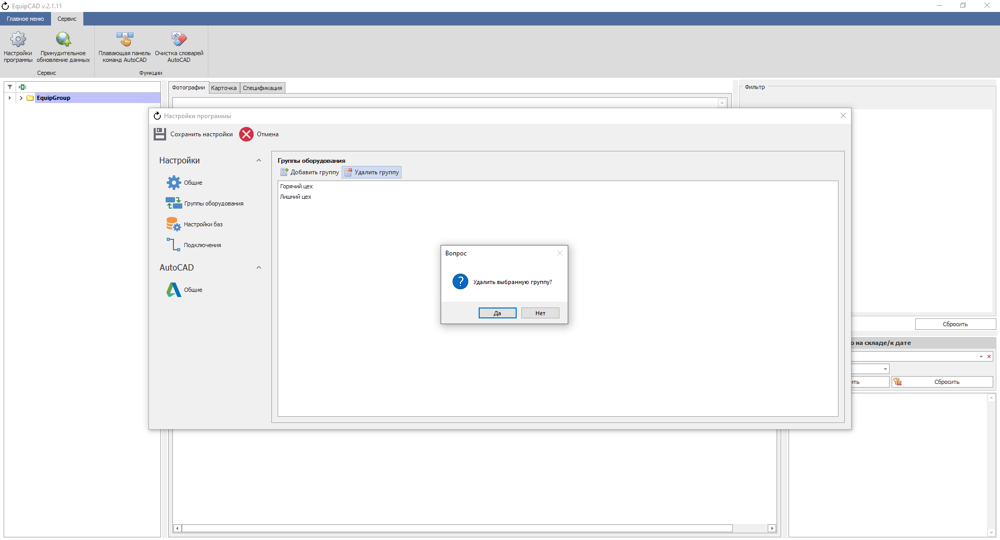 EquipCAD v.2.1.11
Главное меню
Сервис
Настройки
программы
Принудительное
обновление данных
Плавающая панель
команд AutoCAD
Очистка словарей
AutoCAD
Сервис
Функции
EquipGroup
Фотографии
Карточка
Спецификация
Фильтр
Настройки программы
Сохранить настройки
Отмена
Настройки
Общие
Группы оборудования
Настройки баз
Подключения
AutoCAD
Общие
Группы оборудования
Добавить группу
Удалить группу
Горячий цех
Лишний цех
Вопрос
Удалить выбранную группу?
Да
Нет
Сбросить
о на складе/к дате
ить
Сбросить